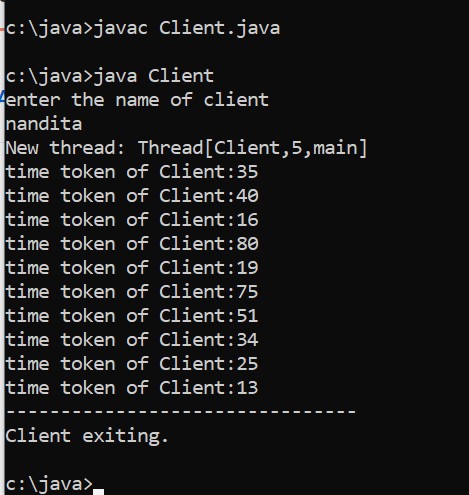 c:\java>javac Client.java
c:\java>java Client
enter the name of client
nandita
New thread: Thread[Client,5,main]
time token of Client:35
time token of Client:40
time token of Client:16
time token of Client:80
time token of Client:19
time token of Client:75
time token of Client:51
time token of Client:34
time token of Client:25
time token of Client:13
---------------------------------
Client exiting.
c:\java>